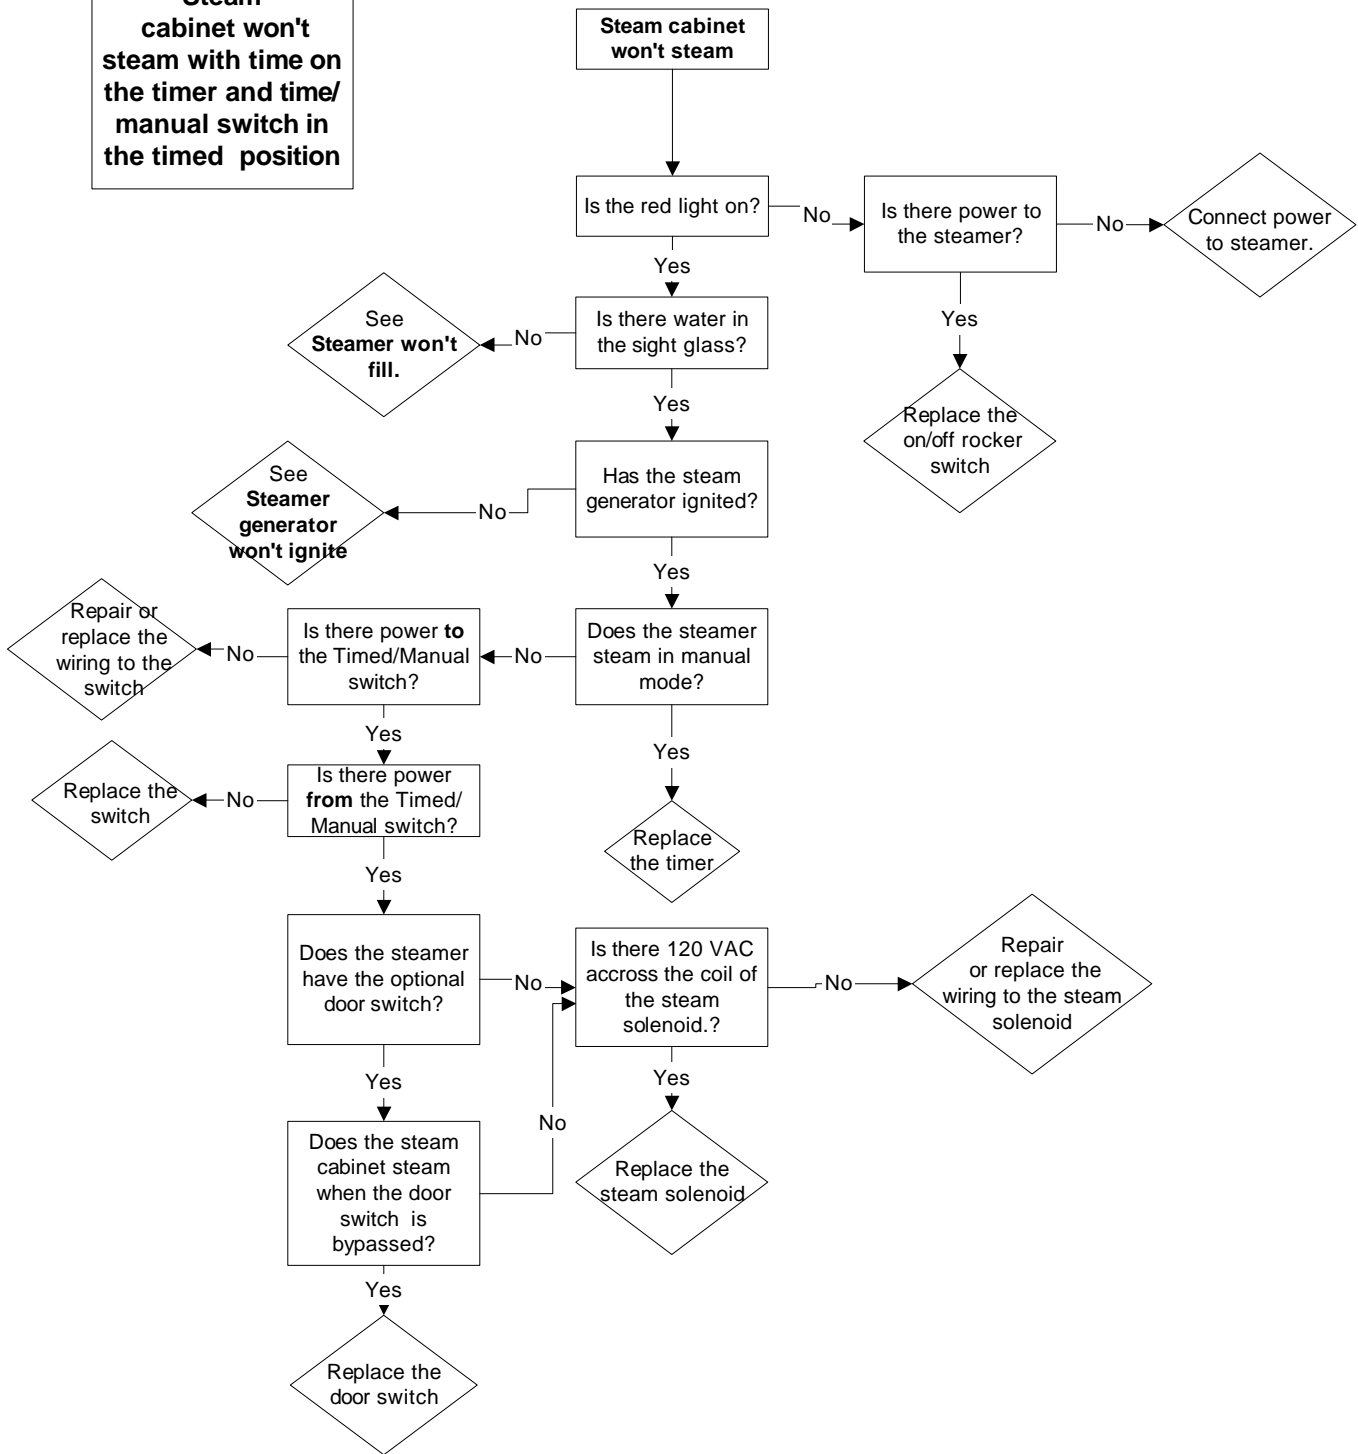 Steam
cabinet won't
steam with time on
the timer and time/
manual switch in
the timed position
Steam cabinet
won't steam
Is the red light on?
No
Is there power to
the steamer?
No
Connect power
to steamer.
Yes
Yes
See
Steamer won't
fill.
No
Is there water in
the sight glass?
Yes
Replace the
on/off rocker
switch
See
Steamer
generator
won't ignite
No
Has the steam
generator ignited?
Yes
Repair or
replace the
wiring to the
switch
No
Is there power to
the Timed/Manual
switch?
No
Does the steamer
steam in manual
mode?
Yes
Yes
Replace the
switch
No
Is there power
from the Timed/
Manual switch?
Replace
the timer
Yes
Does the steamer
have the optional
door switch?
No
Is there 120 VAC
accross the coil of
the steam
solenoid.?
No
Repair
or replace the
wiring to the steam
solenoid
Yes
Yes
No
Does the steam
cabinet steam
when the door
switch is
bypassed?
Replace the
steam solenoid
Yes
Replace the
door switch